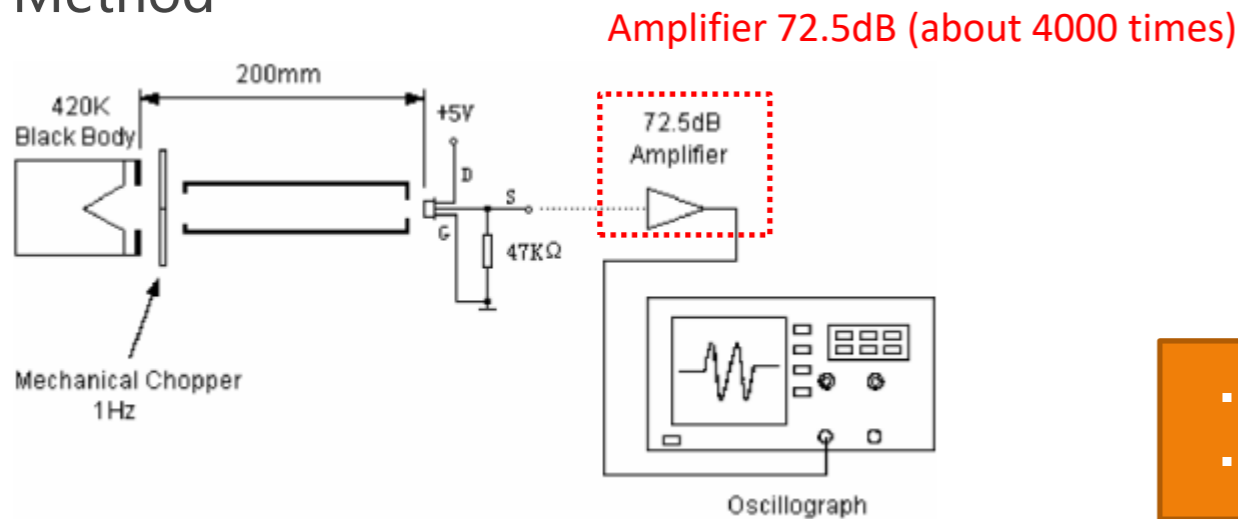 Method
Amplifier 72.5dB (about 4000 times)
200mm
420K
Black Body
+5V
D
S
G
47KΩ
72.5dB
Amplifier
Mechanical Chopper
1Hz
Oscillograph